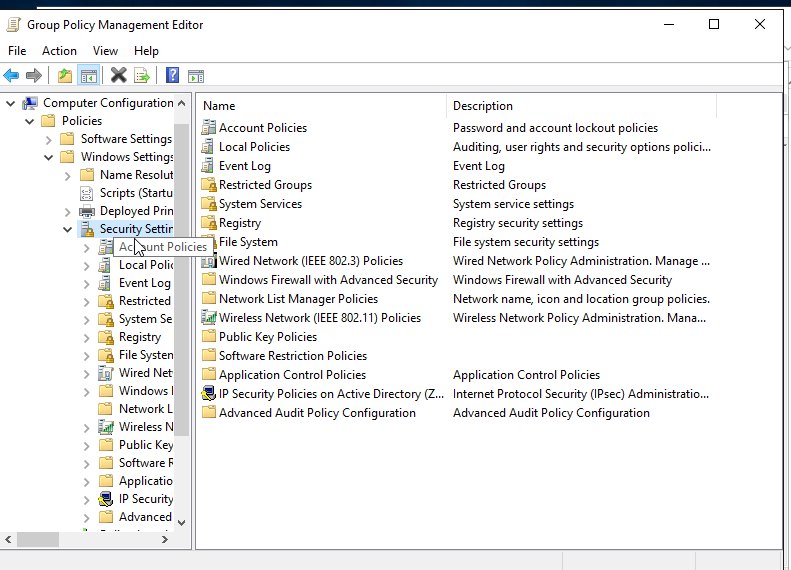 Group Policy Management Editor
File Action View Help
Computer Configuration
Policies
Software Settings
Windows Settings
Name Resolut
Scripts (Startu
Deployed Prin
Security Settin
Account Policies
Local Polic
Event Log
Restricted
System Se
Registry
File System
Wired Net
Windows
Network L
Wireless N
Public Key
Software R
Applicatio
IP Security
Advanced
Name Description
Account Policies Password and account lockout policies
Local Policies Auditing, user rights and security options polici...
Event Log Event Log
Restricted Groups Restricted Groups
System Services System service settings
Registry Registry security settings
File System File system security settings
Wired Network (IEEE 802.3) Policies Wired Network Policy Administration. Manage ...
Windows Firewall with Advanced Security Windows Firewall with Advanced Security
Network List Manager Policies Network name, icon and location group policies.
Wireless Network (IEEE 802.11) Policies Wireless Network Policy Administration. Mana...
Public Key Policies
Software Restriction Policies
Application Control Policies Application Control Policies
IP Security Policies on Active Directory (Z... Internet Protocol Security (IPsec) Administratio...
Advanced Audit Policy Configuration Advanced Audit Policy Configuration